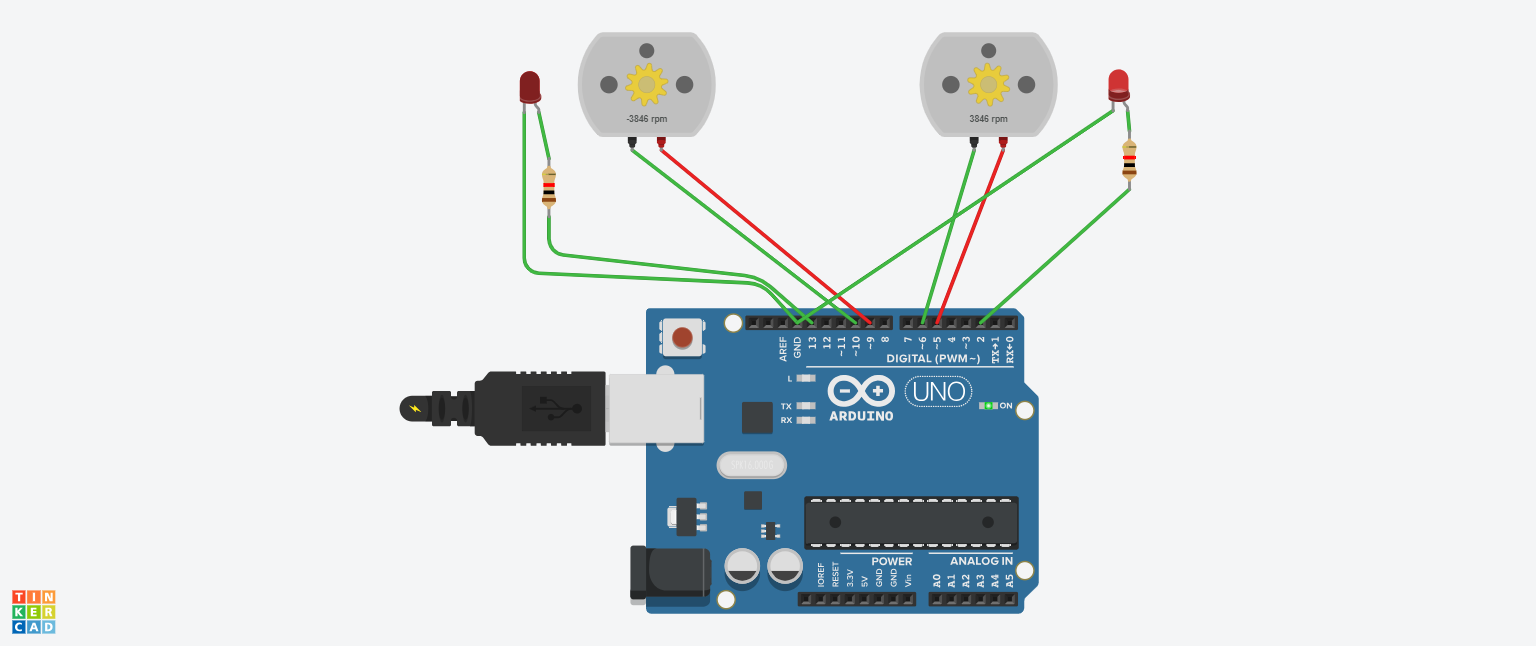 -3846 rpm
3846 rpm
AREF
GND
13
12
~11
~10
~9
8
7
~6
~5
4
~3
2
TX→1
RX←0
DIGITAL (PWM~)
L
TX
RX
ARDUINO
UNO
ON
POWER
ANALOG IN
IOREF
RESET
3.3V
5V
GND
GND
Vin
A0
A1
A2
A3
A4
A5
TIN
KER
CAD